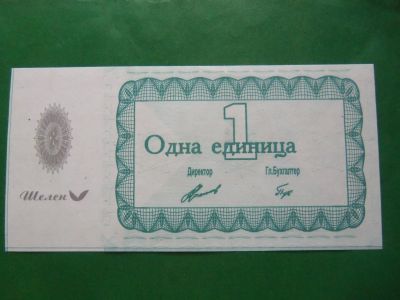 1
Одна единица
Директор Гл.Бухгалтер
Шелен